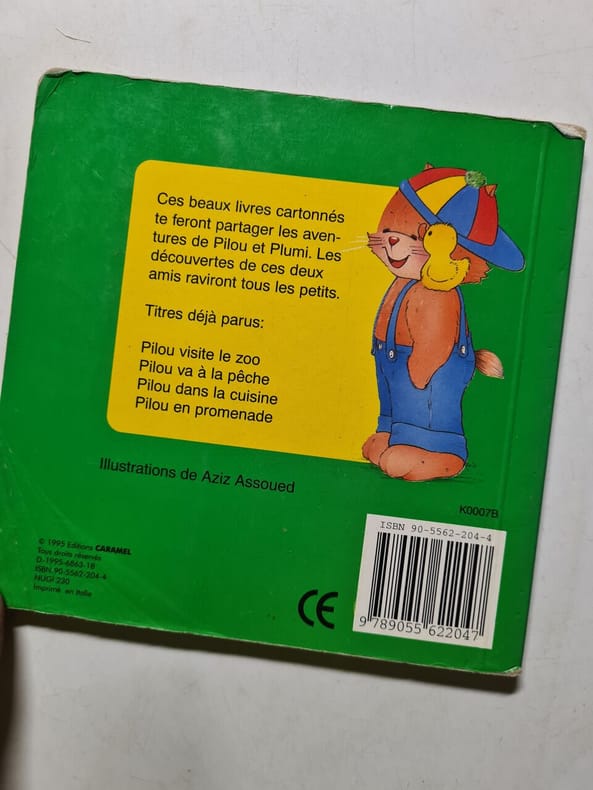 Ces beaux livres cartonnés
te feront partager les aven-
tures de Pilou et Plumi. Les
découvertes de ces deux
amis raviront tous les petits.
Titres déjà parus:
Pilou visite le zoo
Pilou va à la pêche
Pilou dans la cuisine
Pilou en promenade
Illustrations de Aziz Assoued
K0007B
ISBN 90-5562-204-4
9 789055 622047
CE
© 1995 Editions CARAMEL
Tous droits réservés
D-1995-6863-18
ISBN 90-5562-204-4
NUGI 230
Imprimé en Italie